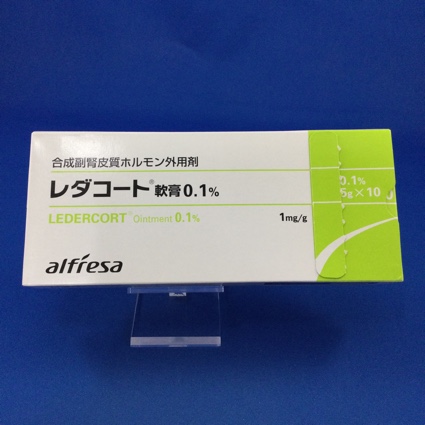 合成副腎皮質ホルモン外用剤
レダコート® 軟膏0.1%
LEDERCORT® Ointment 0.1%
1mg/g
0.1%
5g×10
alfresa